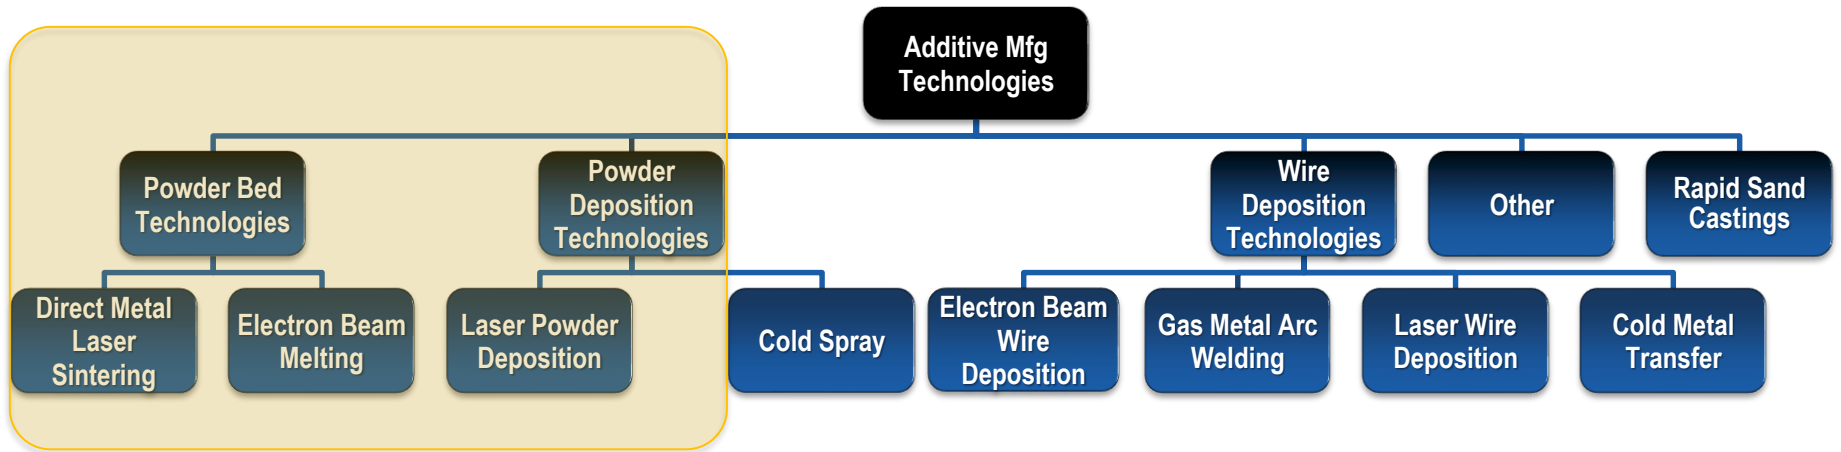 Additive Mfg
Technologies
Powder Bed
Technologies
Powder
Deposition
Technologies
Wire
Deposition
Technologies
Other
Rapid Sand
Castings
Direct Metal
Laser
Sintering
Electron Beam
Melting
Laser Powder
Deposition
Cold Spray
Electron Beam
Wire
Deposition
Gas Metal Arc
Welding
Laser Wire
Deposition
Cold Metal
Transfer